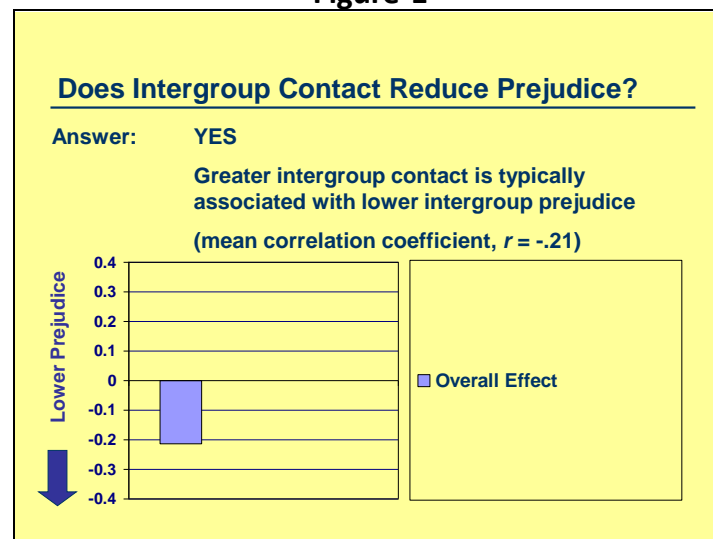 Does Intergroup Contact Reduce Prejudice?
Answer: YES
Greater intergroup contact is typically
associated with lower intergroup prejudice
(mean correlation coefficient, r = -.21)
Lower Prejudice
0.4
0.3
0.2
0.1
0
-0.1
-0.2
-0.3
-0.4
Overall Effect